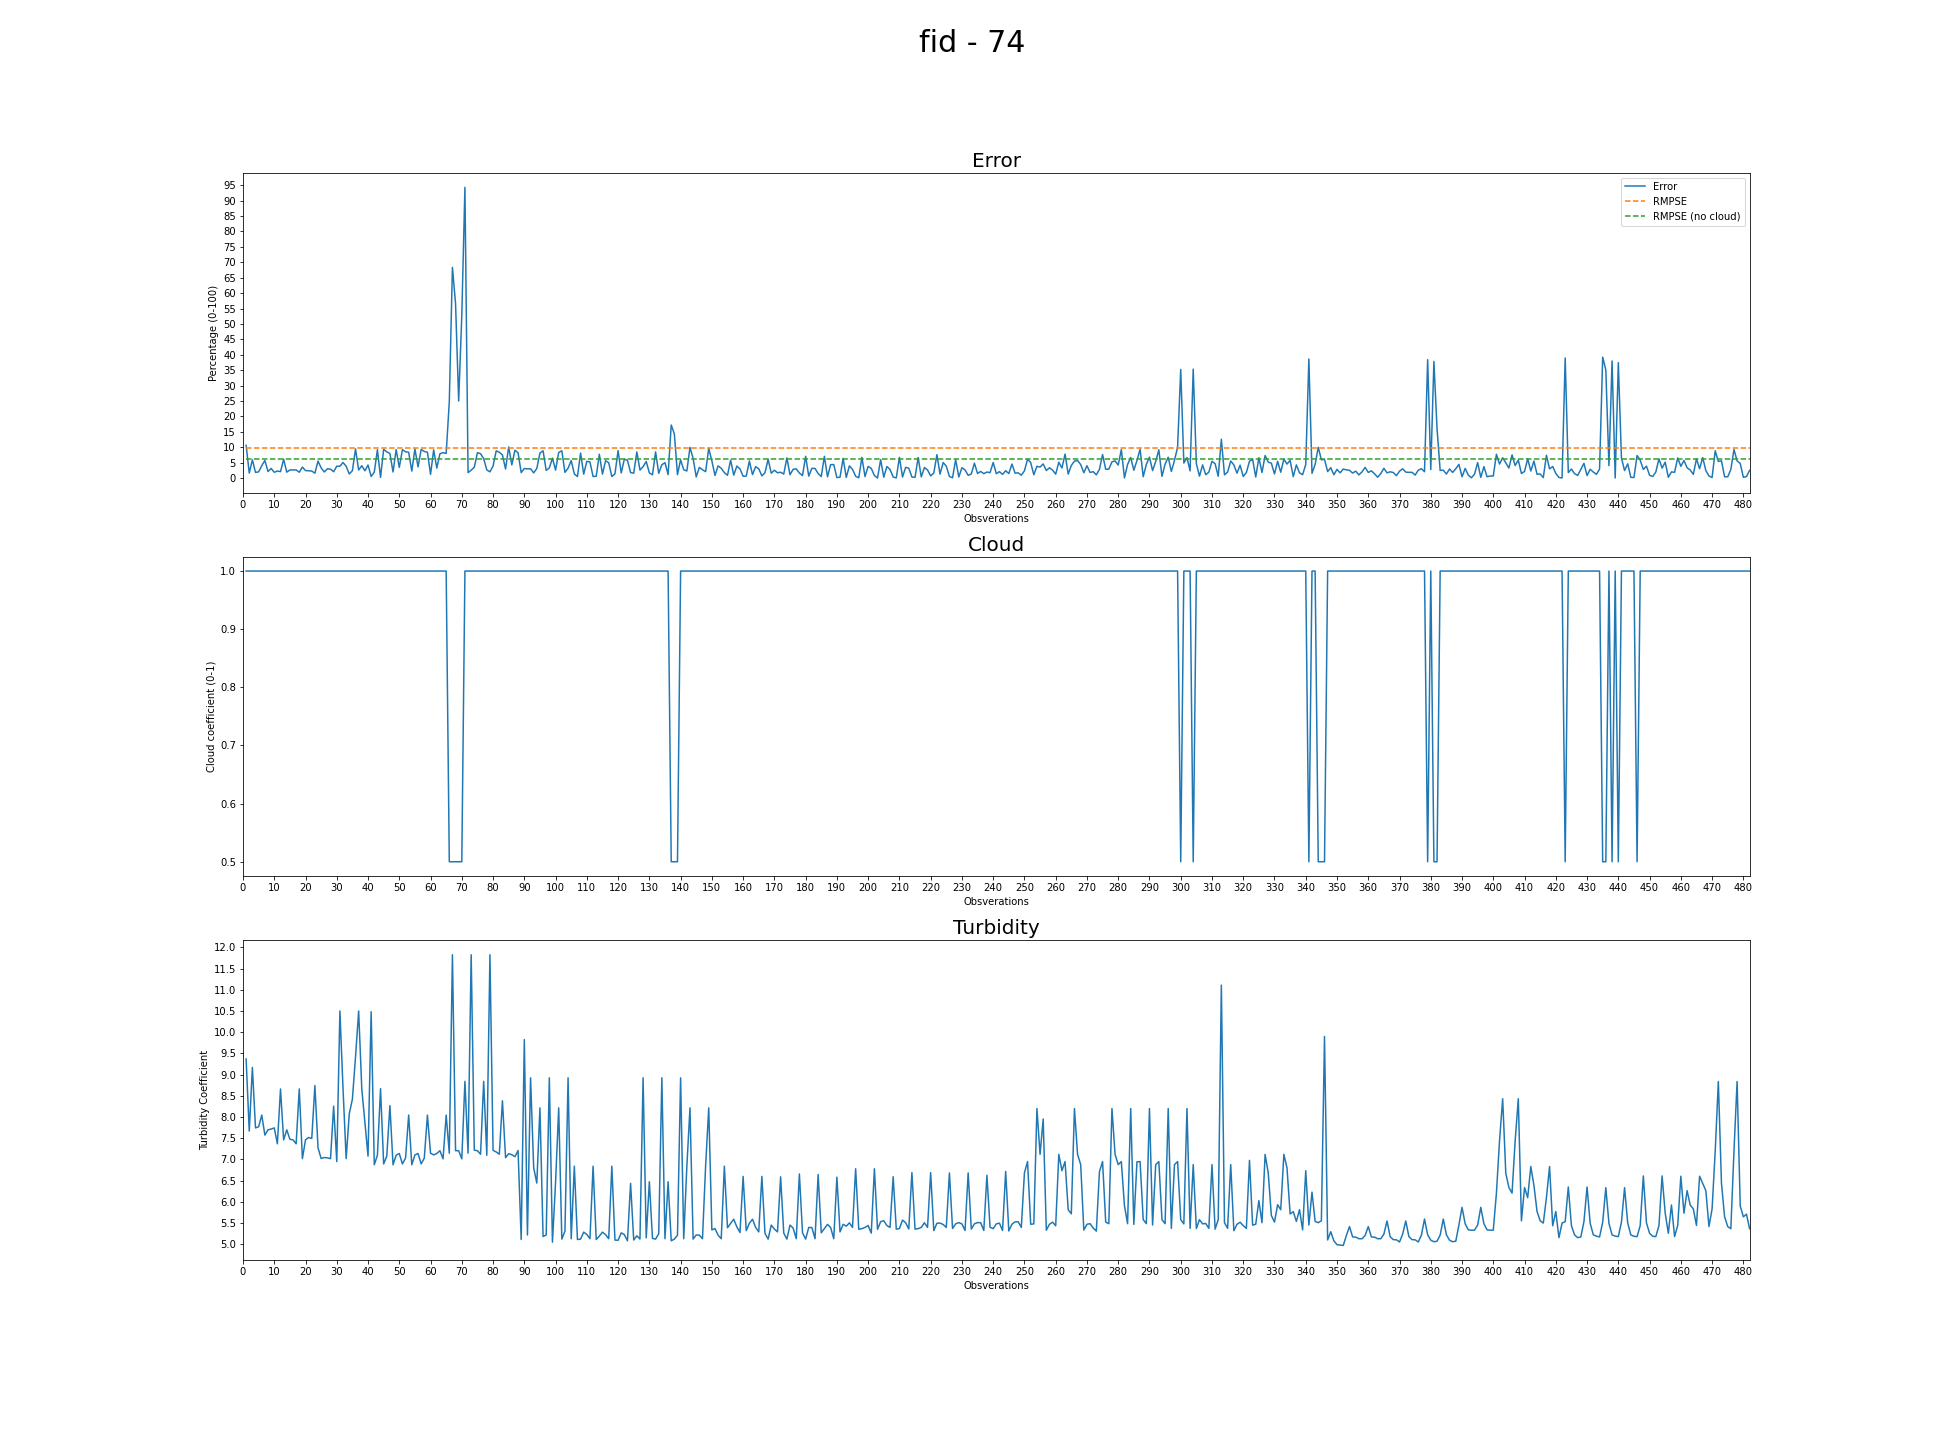 fid - 74
Error
95
90
85
80
75
70
65
60
55
50
45
40
35
30
25
20
15
10
5
0
Percentage (0-100)
Error
RMPSE
RMPSE (no cloud)
0 10 20 30 40 50 60 70 80 90 100 110 120 130 140 150 160 170 180 190 200 210 220 230 240 250 260 270 280 290 300 310 320 330 340 350 360 370 380 390 400 410 420 430 440 450 460 470 480
Obsverations
Cloud
1.0
0.9
0.8
0.7
0.6
0.5
Cloud coefficient (0-1)
0 10 20 30 40 50 60 70 80 90 100 110 120 130 140 150 160 170 180 190 200 210 220 230 240 250 260 270 280 290 300 310 320 330 340 350 360 370 380 390 400 410 420 430 440 450 460 470 480
Obsverations
Turbidity
12.0
11.5
11.0
10.5
10.0
9.5
9.0
8.5
8.0
7.5
7.0
6.5
6.0
5.5
5.0
Turbidity Coefficient
0 10 20 30 40 50 60 70 80 90 100 110 120 130 140 150 160 170 180 190 200 210 220 230 240 250 260 270 280 290 300 310 320 330 340 350 360 370 380 390 400 410 420 430 440 450 460 470 480
Obsverations